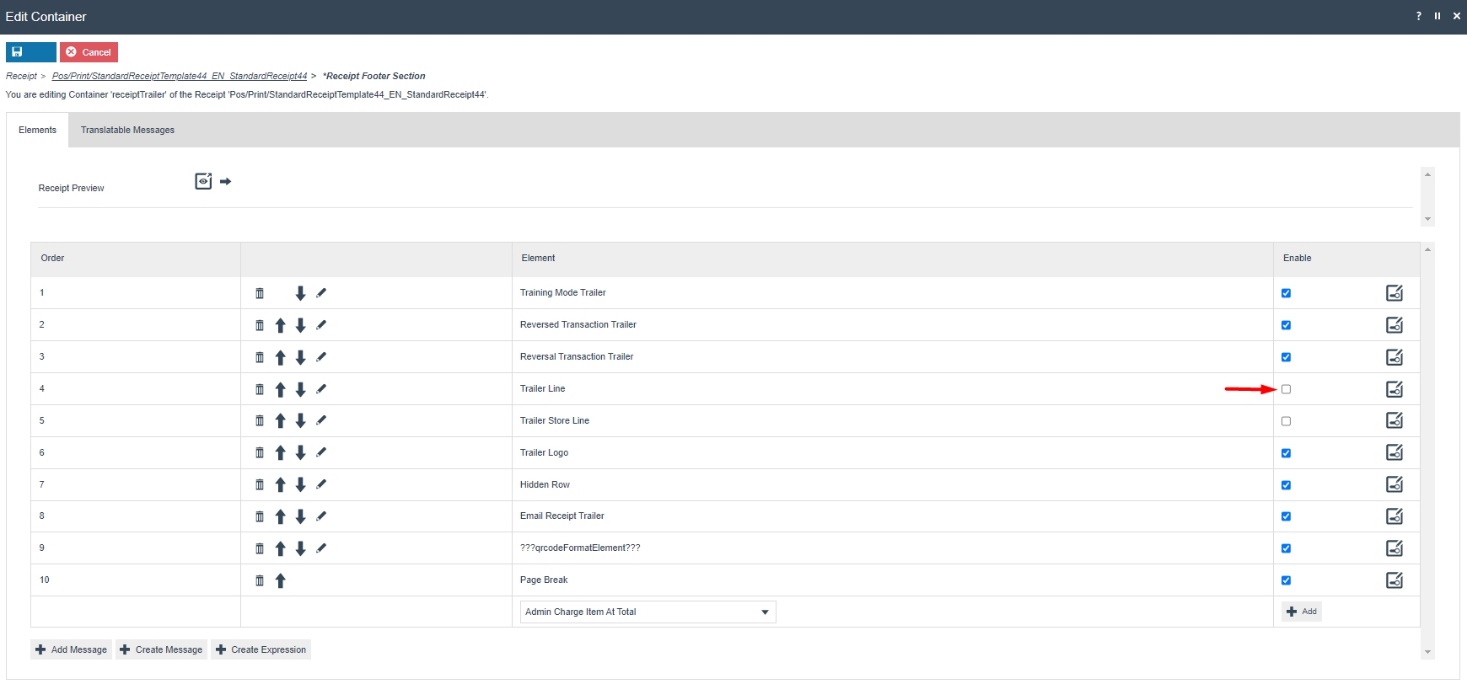 Edit Container
?
Cancel
Receipt > Pos/Print/StandardReceiptTemplate44_EN_StandardReceipt44 > *Receipt Footer Section
You are editing Container 'receiptTrailer' of the Receipt 'Pos/Print/StandardReceiptTemplate44_EN_StandardReceipt44'.
Elements Translatable Messages
Receipt Preview
Order Element Enable
1 Training Mode Trailer
2 Reversed Transaction Trailer
3 Reversal Transaction Trailer
4 Trailer Line
5 Trailer Store Line
6 Trailer Logo
7 Hidden Row
8 Email Receipt Trailer
9 ???qrcodeFormatElement???
10 Page Break
Admin Charge Item At Total Add
Add Message Create Message Create Expression